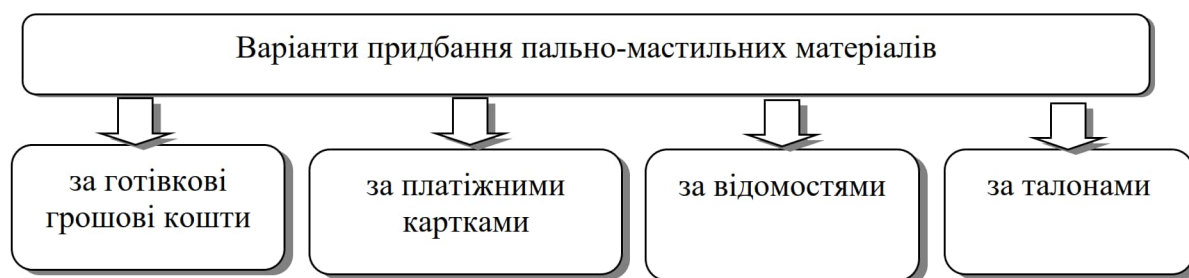 Варіанти придбання пально-мастильних матеріалів
за готівкові
грошові кошти
за платіжними
картками
за відомостями
за талонами